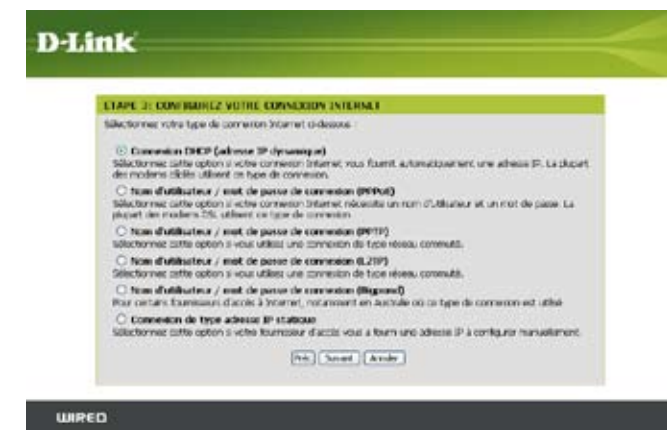 D-Link
ETAPE 3: CONFIGUREZ VOTRE CONNEXION INTERNET
Sélectionnez votre type de connexion Internet ci-dessous :
Connexion DHCP (adresse IP dynamique)
Sélectionnez cette option si votre connexion Internet vous fournit automatiquement une adresse IP. La plupart
des modems câblés utilisent ce type de connexion.
Nom d'utilisateur / mot de passe de connexion (PPPoE)
Sélectionnez cette option si votre connexion Internet nécessite un nom d'utilisateur et un mot de passe. La
plupart des modems DSL utilisent ce type de connexion.
Nom d'utilisateur / mot de passe de connexion (PPTP)
Sélectionnez cette option si vous utilisez une connexion de type réseau commuté.
Nom d'utilisateur / mot de passe de connexion (L2TP)
Sélectionnez cette option si vous utilisez une connexion de type réseau commuté.
Nom d'utilisateur / mot de passe de connexion (Bigpond)
Pour certains fournisseurs d'accès à Internet, notamment en Australie où ce type de connexion est utilisé
Connexion de type adresse IP statique
Sélectionnez cette option si votre fournisseur d'accès vous a fourni une adresse IP à configurer manuellement.
Préc Suivant Annuler
WIRED